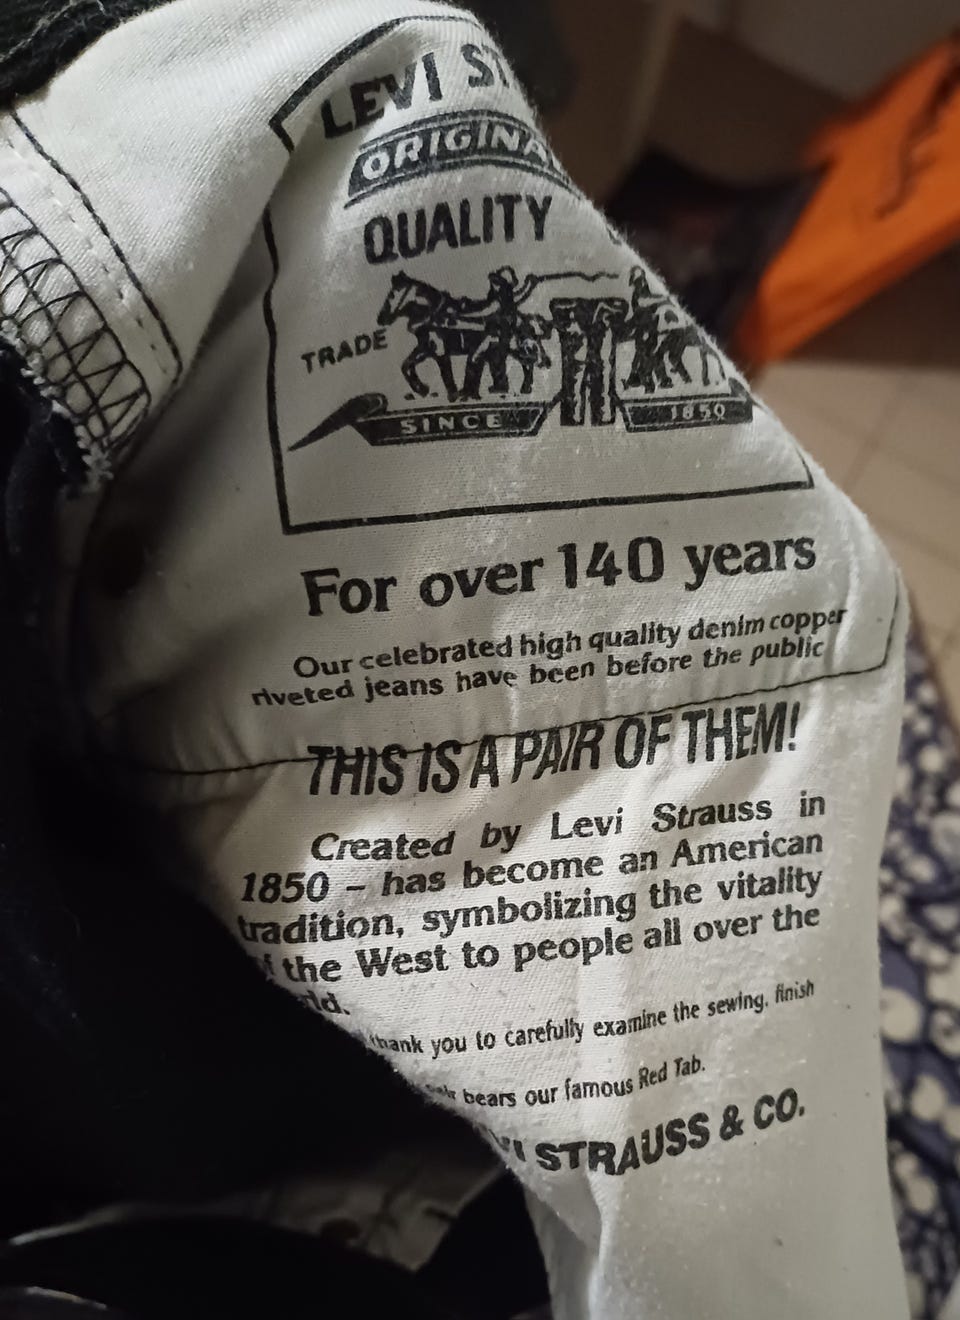 LEVI
QUALITY
TRADE
SINCE 1850
For over 140 years
Our celebrated high quality denim copper
riveted jeans have been before the public
THIS IS A PAIR OF THEM!
Created by Levi Strauss in
1850 – has become an American
tradition, symbolizing the vitality
the West to people all over the
you to carefully examine the sewing, finish
bears our famous Red Tab.
STRAUSS & CO.